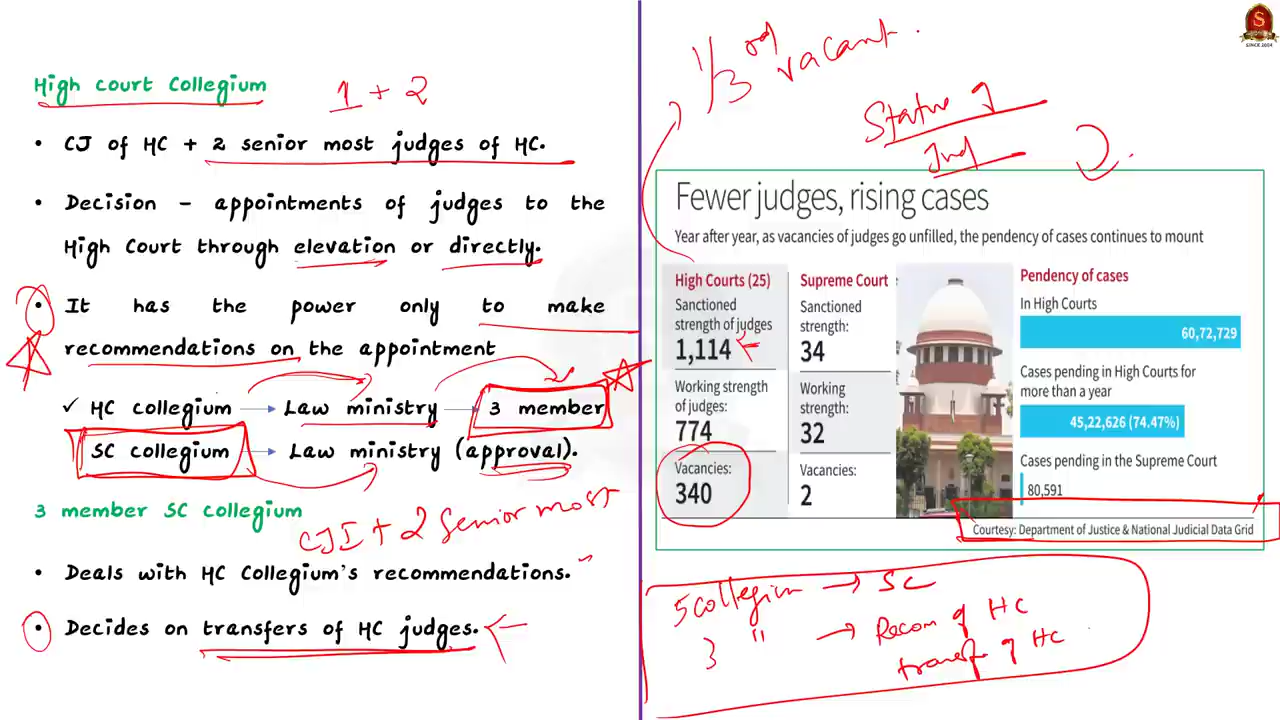 High court Collegium
1 + 2
• CJ of HC + 2 senior most judges of HC.
• Decision - appointments of judges to the
High Court through elevation or directly.
• It has the power only to make
recommendations on the appointment
✓ HC collegium → Law ministry → 3 member
SC collegium → Law ministry (approval).
3 member SC collegium
CJI + 2 Senior most
• Deals with HC Collegium's recommendations.
• Decides on transfers of HC judges.
1/3 rd vacant.
Status of
Jud
Fewer judges, rising cases
Year after year, as vacancies of judges go unfilled, the pendency of cases continues to mount
High Courts (25)
Sanctioned
strength of judges
1,114
Working strength
of judges:
774
Vacancies:
340
Supreme Court
Sanctioned
strength:
34
Working
strength:
32
Vacancies:
2
Pendency of cases
In High Courts
60,72,729
Cases pending in High Courts for
more than a year
45,22,626 (74.47%)
Cases pending in the Supreme Court
80,591
Courtesy: Department of Justice & National Judicial Data Grid
5 Collegium → SC
3 " → Recom of HC
transfer of HC
SINCE 2004